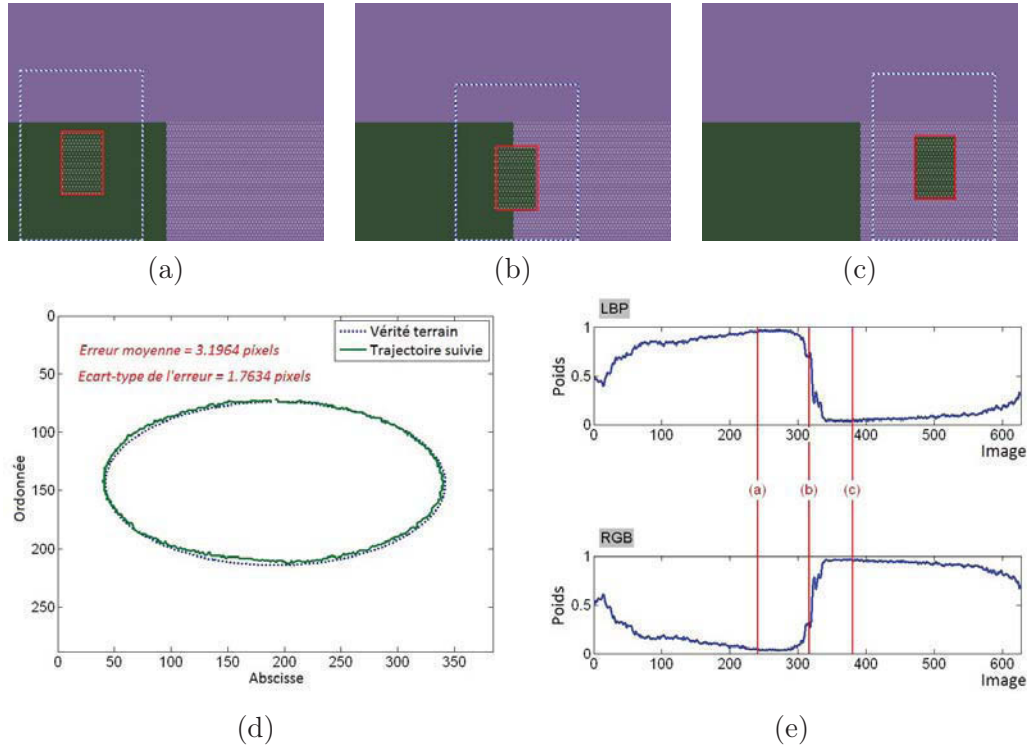 (a)
(b)
(c)
0
50
100
150
200
250
Ordonnée
Vérité terrain
Trajectoire suivie
Erreur moyenne = 3.1964 pixels
Ecart-type de l'erreur = 1.7634 pixels
0 50 100 150 200 250 300 350
Abscisse
(d)
LBP
1
0.5
0
Poids
0 100 200 300 400 500 600
Image
(a) (b) (c)
RGB
1
0.5
0
Poids
0 100 200 300 400 500 600
Image
(e)